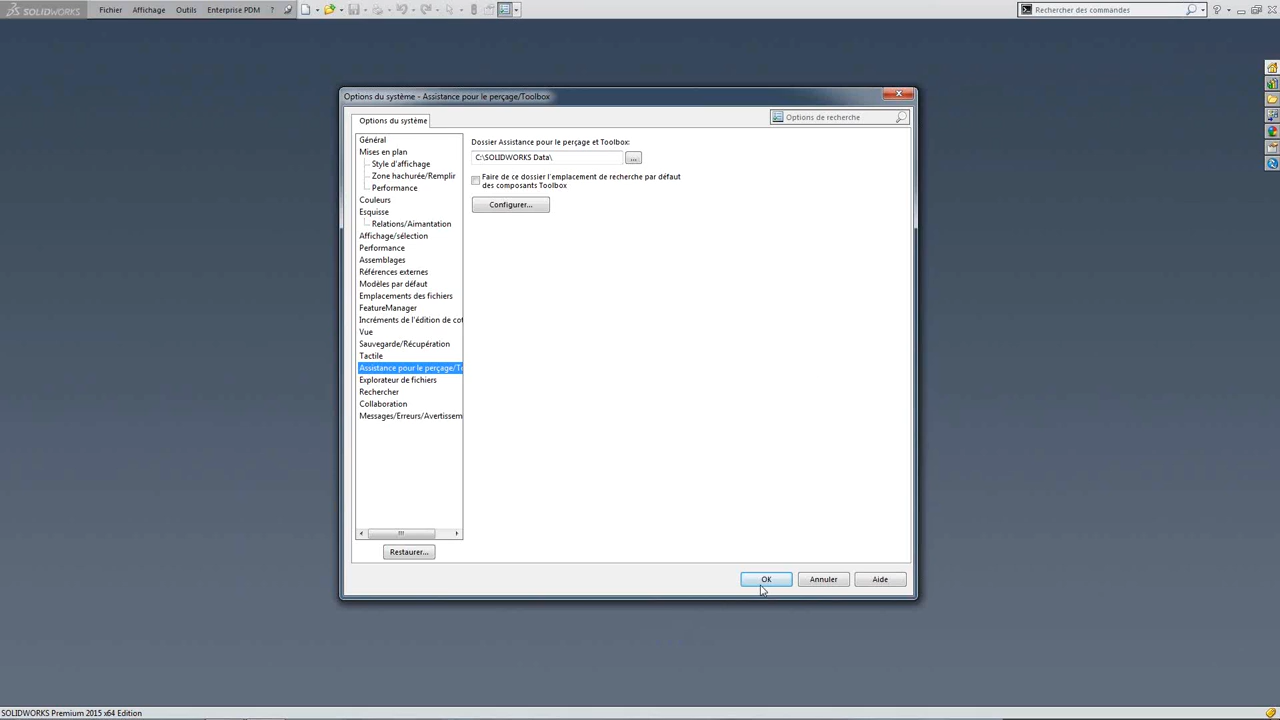 SOLIDWORKS Fichier Affichage Outils Enterprise PDM Rechercher des commandes
Options du système - Assistance pour le perçage/Toolbox
Options du système
Options de recherche
Général
Mises en plan
Style d'affichage
Zone hachurée/Remplir
Performance
Couleurs
Esquisse
Relations/Aimantation
Affichage/sélection
Performance
Assemblages
Références externes
Modèles par défaut
Emplacements des fichiers
FeatureManager
Incréments de l'édition de cot
Vue
Sauvegarde/Récupération
Tactile
Assistance pour le perçage/To
Explorateur de fichiers
Rechercher
Collaboration
Messages/Erreurs/Avertissem
Restaurer...
Dossier Assistance pour le perçage et Toolbox:
C:\SOLIDWORKS Data\
...
Faire de ce dossier l'emplacement de recherche par défaut
des composants Toolbox
Configurer...
OK Annuler Aide
SOLIDWORKS Premium 2015 x64 Edition